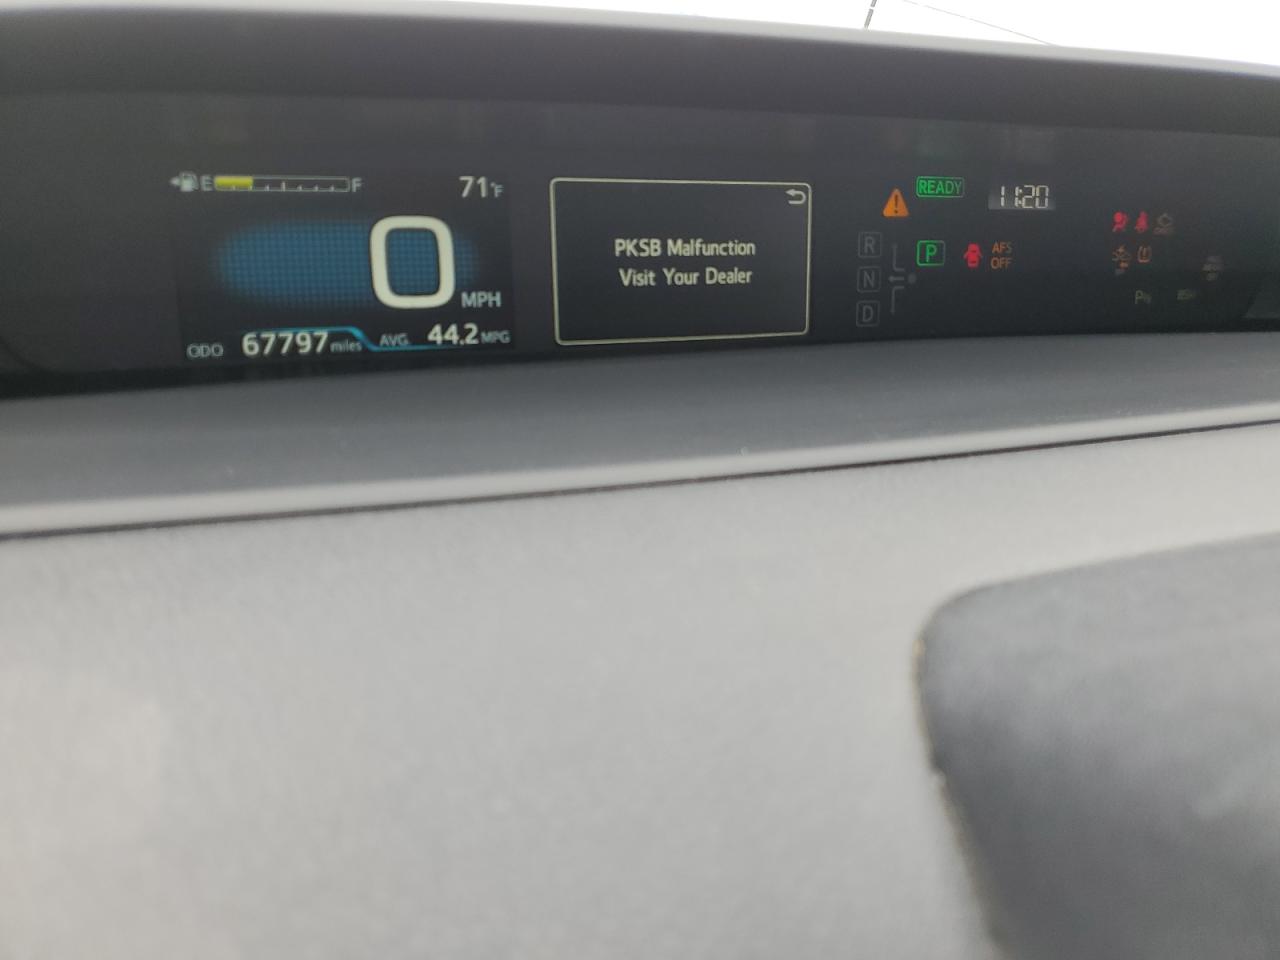 E F
71°F
0
MPH
ODO 67797 miles
AVG. 44.2 MPG
PKSB Malfunction
Visit Your Dealer
READY
11:20
R
N
D
P
AFS
OFF